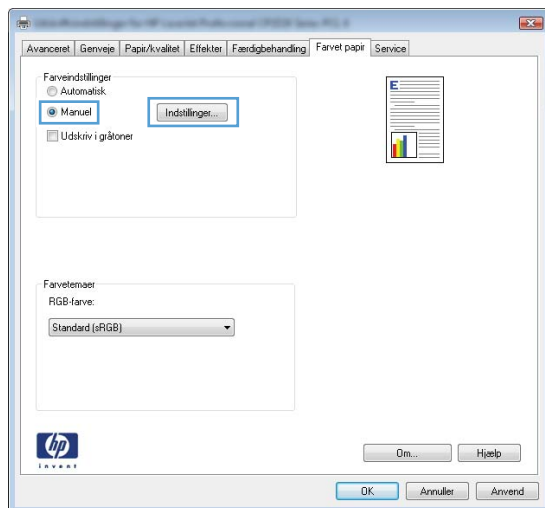 Avanceret Genveje Papir/kvalitet Effekter Færdigbehandling Farvet papir Service
Farveindstillinger
Automatisk
Manuel Indstillinger...
Udskriv i gråtoner
E
Farvetemaer
RGB-farve:
Standard (sRGB)
hp
invent
Om... Hjælp
OK Annuller Anvend